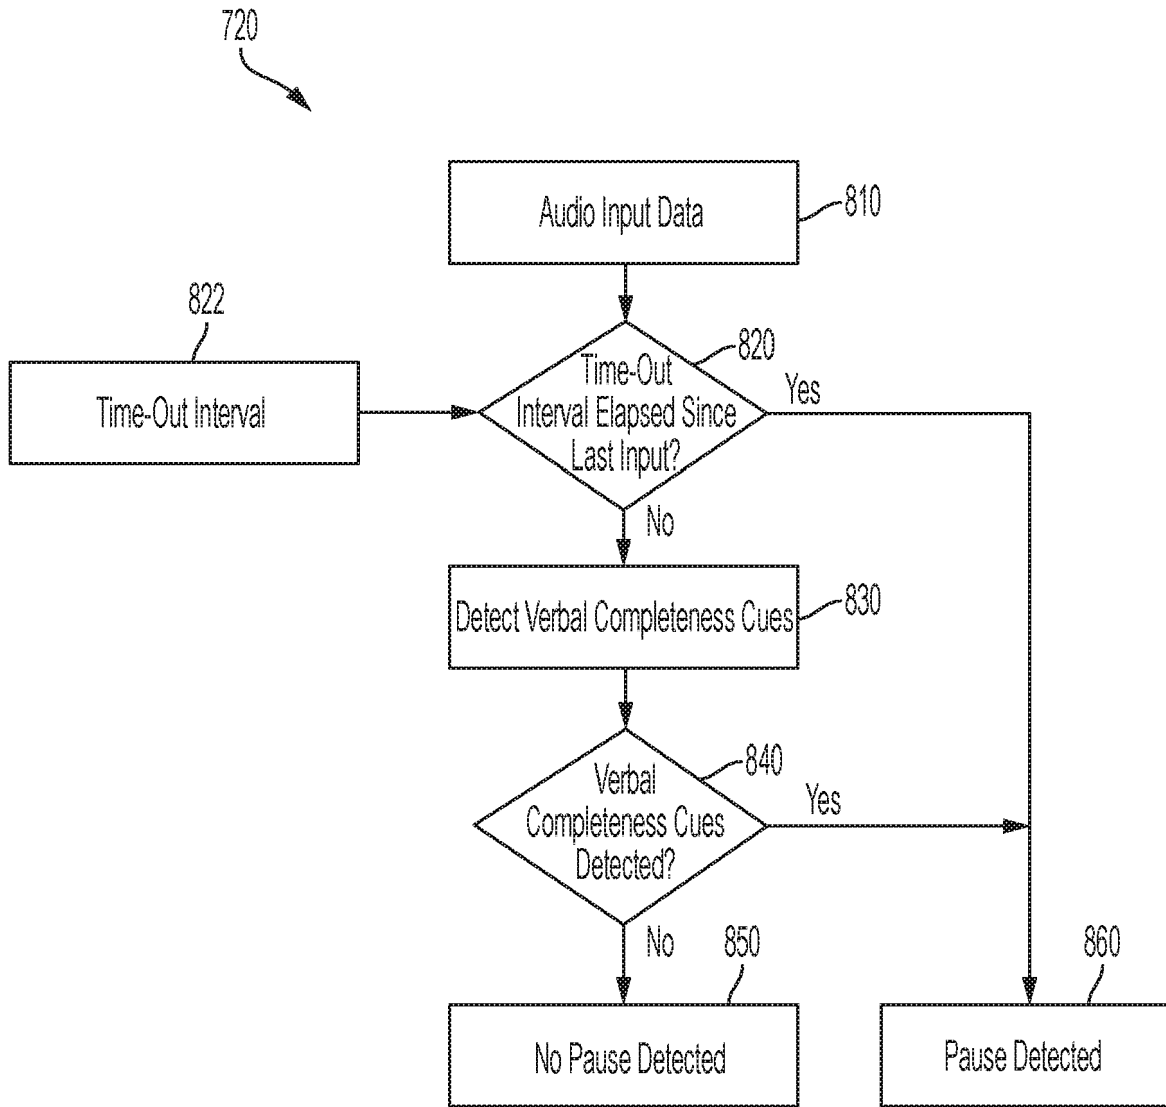 720
Audio Input Data
810
822
Time-Out Interval
820
Time-Out
Interval Elapsed Since
Last Input?
Yes
No
Detect Verbal Completeness Cues
830
840
Verbal
Completeness Cues
Detected?
Yes
No
850
No Pause Detected
860
Pause Detected